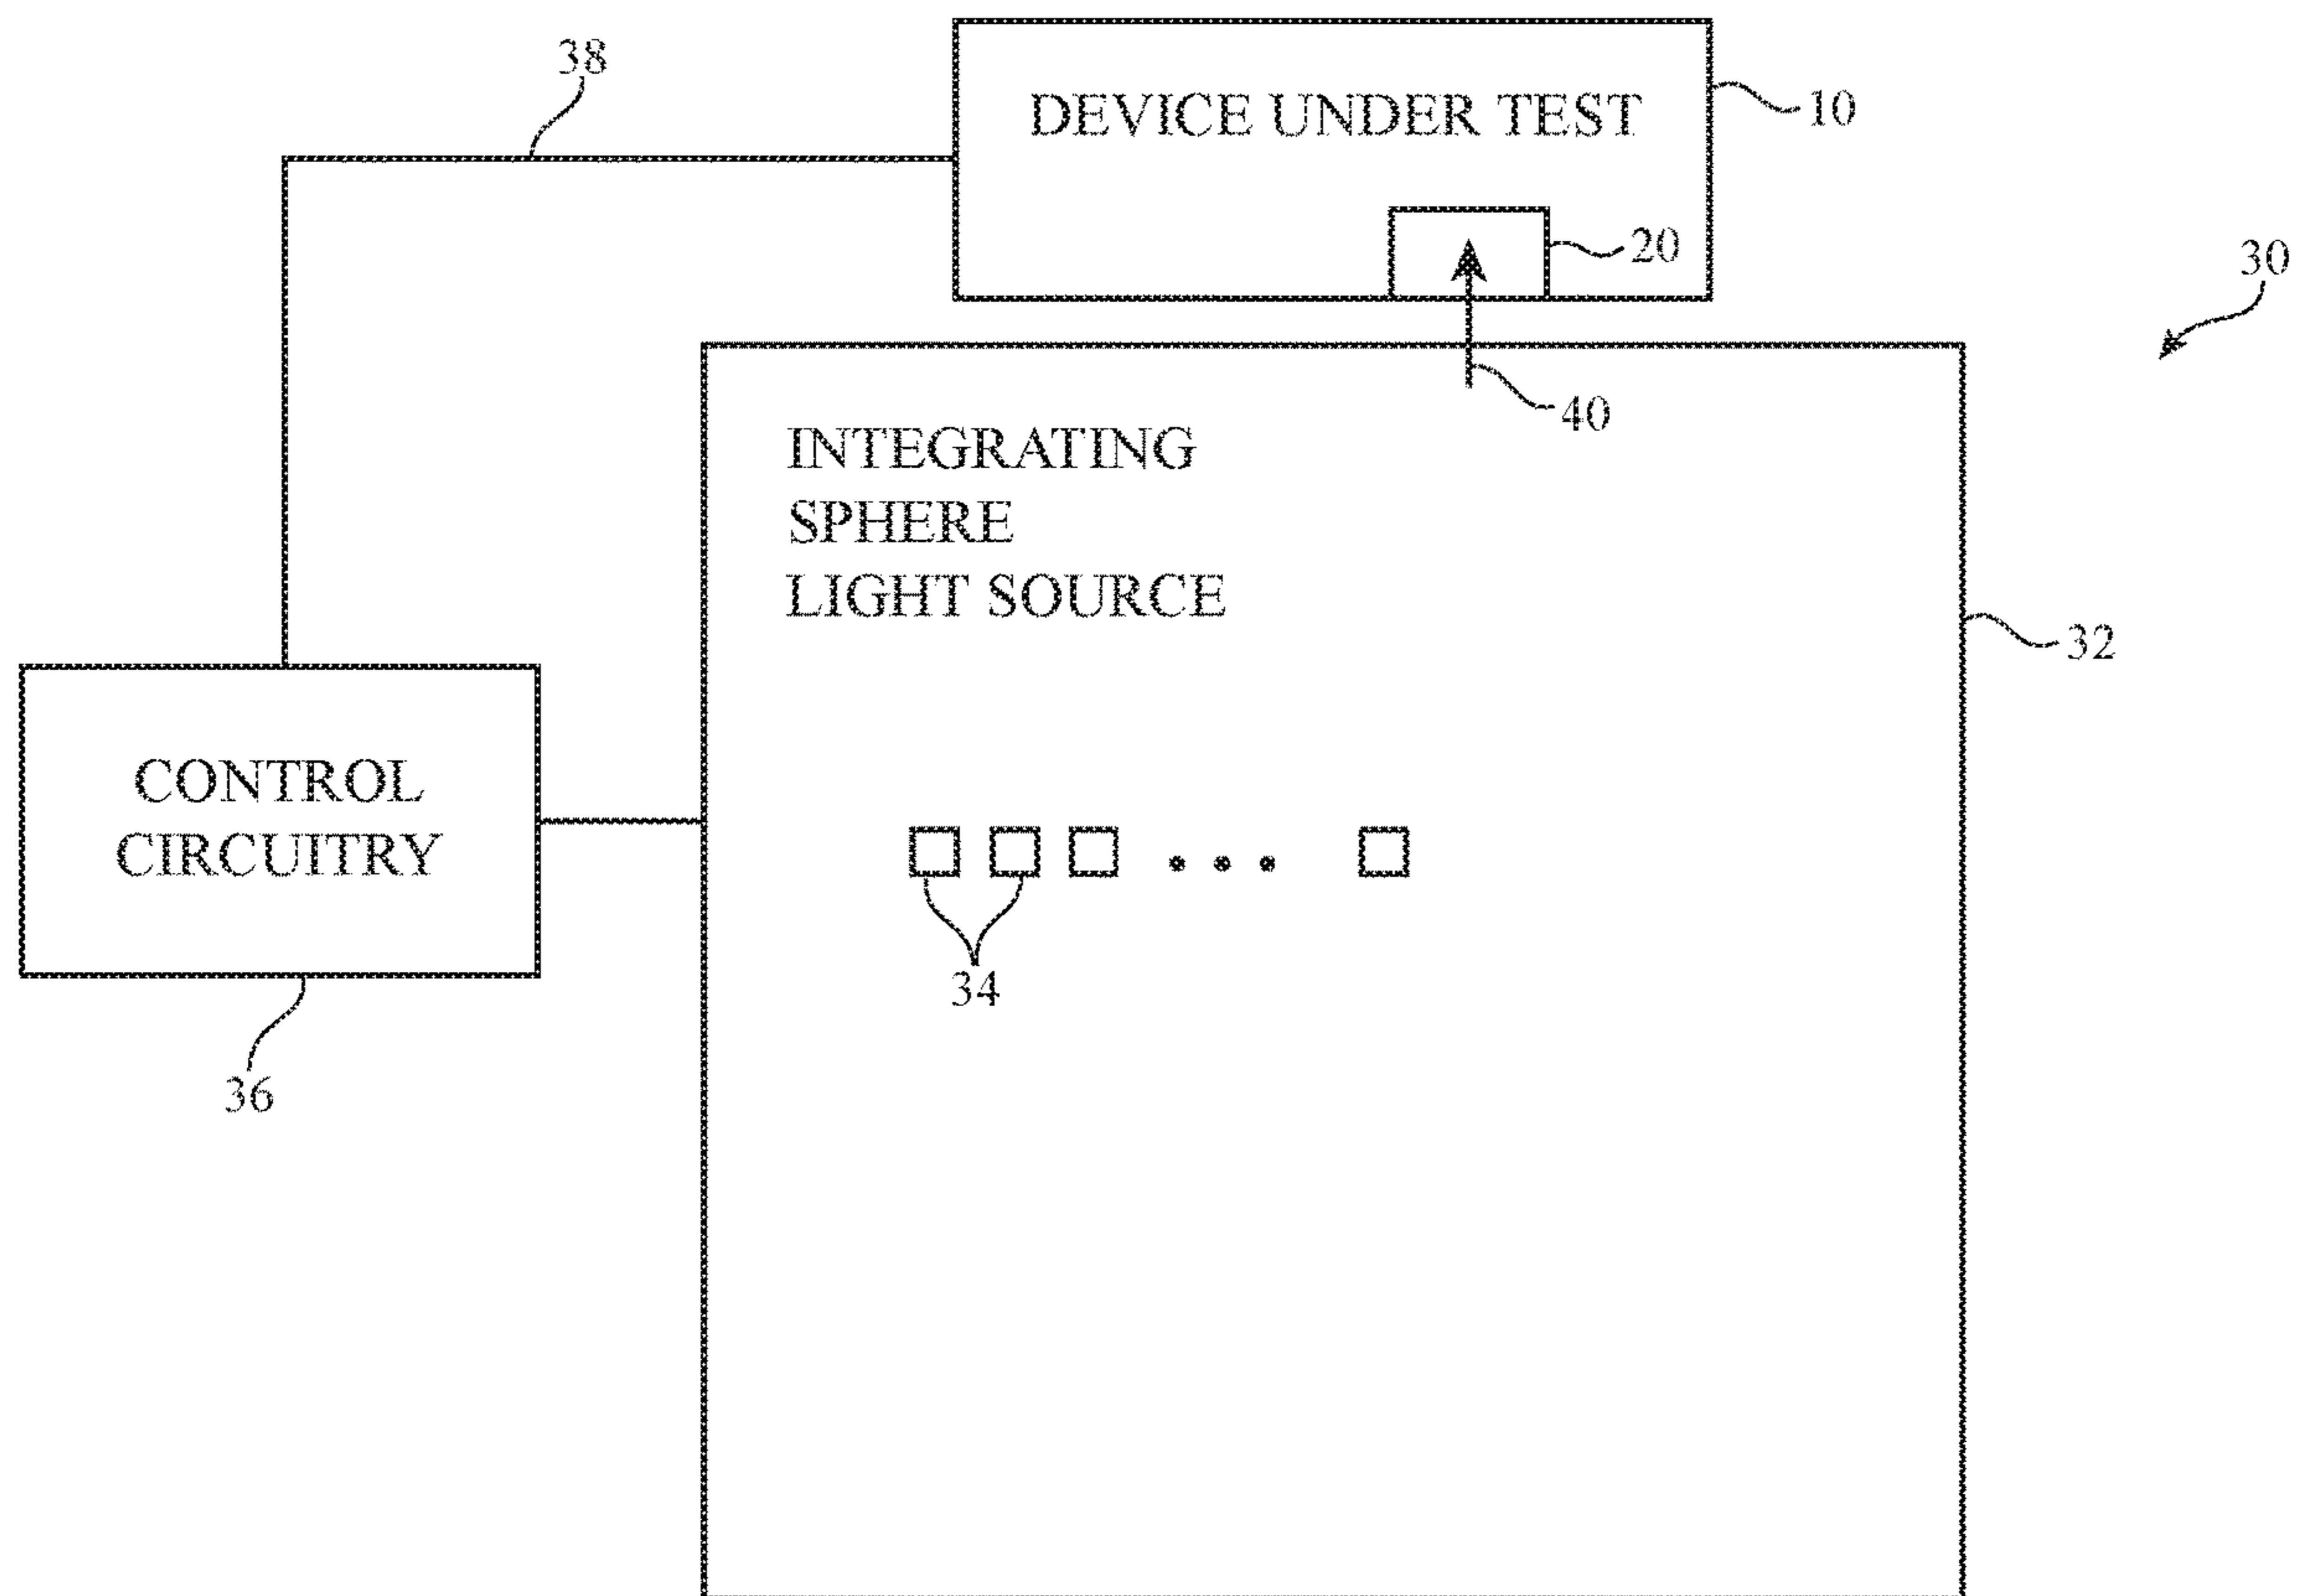 38
DEVICE UNDER TEST
10
20
30
40
INTEGRATING
SPHERE
LIGHT SOURCE
32
CONTROL
CIRCUITRY
34
36